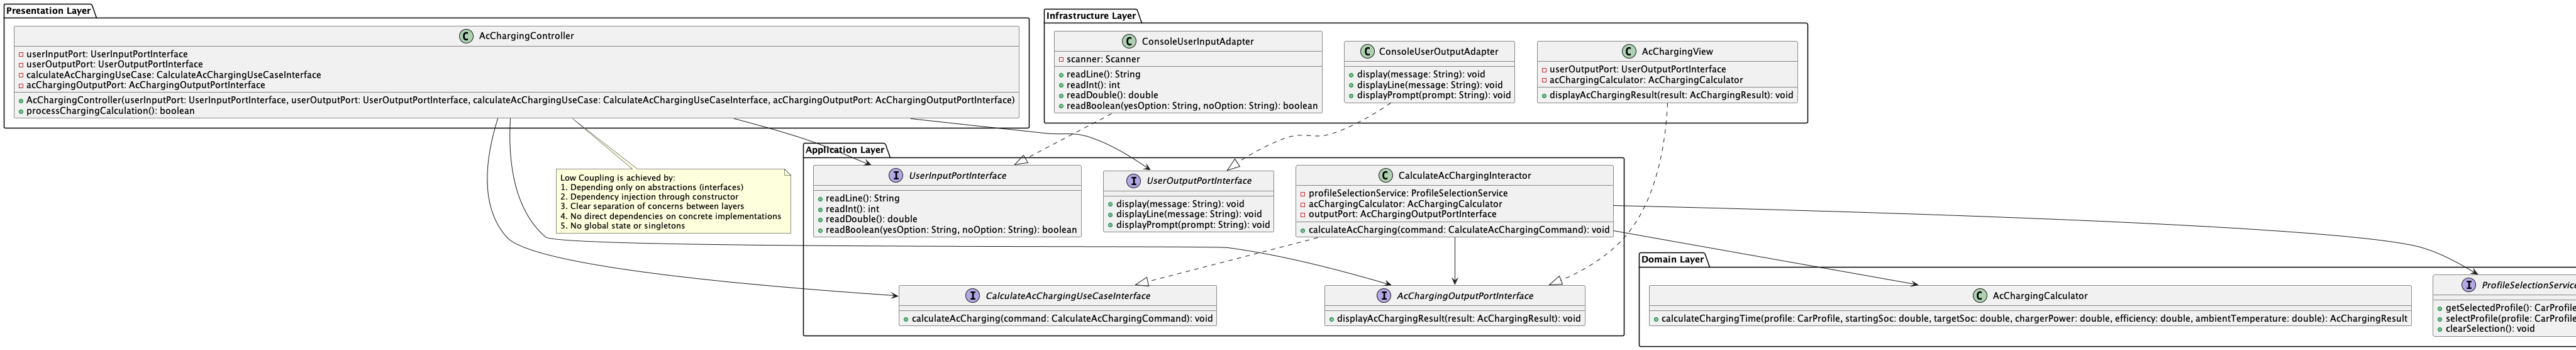 Presentation Layer
C AcChargingController
userInputPort: UserInputPortInterface
userOutputPort: UserOutputPortInterface
calculateAcChargingUseCase: CalculateAcChargingUseCaseInterface
acChargingOutputPort: AcChargingOutputPortInterface
AcChargingController(userInputPort: UserInputPortInterface, userOutputPort: UserOutputPortInterface, calculateAcChargingUseCase: CalculateAcChargingUseCaseInterface, acChargingOutputPort: AcChargingOutputPortInterface)
processChargingCalculation(): boolean
Infrastructure Layer
C ConsoleUserInputAdapter
scanner: Scanner
readLine(): String
readInt(): int
readDouble(): double
readBoolean(yesOption: String, noOption: String): boolean
C ConsoleUserOutputAdapter
display(message: String): void
displayLine(message: String): void
displayPrompt(prompt: String): void
C AcChargingView
userOutputPort: UserOutputPortInterface
acChargingCalculator: AcChargingCalculator
displayAcChargingResult(result: AcChargingResult): void
Low Coupling is achieved by:
1. Depending only on abstractions (interfaces)
2. Dependency injection through constructor
3. Clear separation of concerns between layers
4. No direct dependencies on concrete implementations
5. No global state or singletons
Application Layer
I UserInputPortInterface
readLine(): String
readInt(): int
readDouble(): double
readBoolean(yesOption: String, noOption: String): boolean
I UserOutputPortInterface
display(message: String): void
displayLine(message: String): void
displayPrompt(prompt: String): void
C CalculateAcChargingInteractor
profileSelectionService: ProfileSelectionService
acChargingCalculator: AcChargingCalculator
outputPort: AcChargingOutputPortInterface
calculateAcCharging(command: CalculateAcChargingCommand): void
I CalculateAcChargingUseCaseInterface
calculateAcCharging(command: CalculateAcChargingCommand): void
I AcChargingOutputPortInterface
displayAcChargingResult(result: AcChargingResult): void
Domain Layer
C AcChargingCalculator
calculateChargingTime(profile: CarProfile, startingSoc: double, targetSoc: double, chargerPower: double, efficiency: double, ambientTemperature: double): AcChargingResult
I ProfileSelectionService
getSelectedProfile(): CarProfile
selectProfile(profile: CarProfile
clearSelection(): void